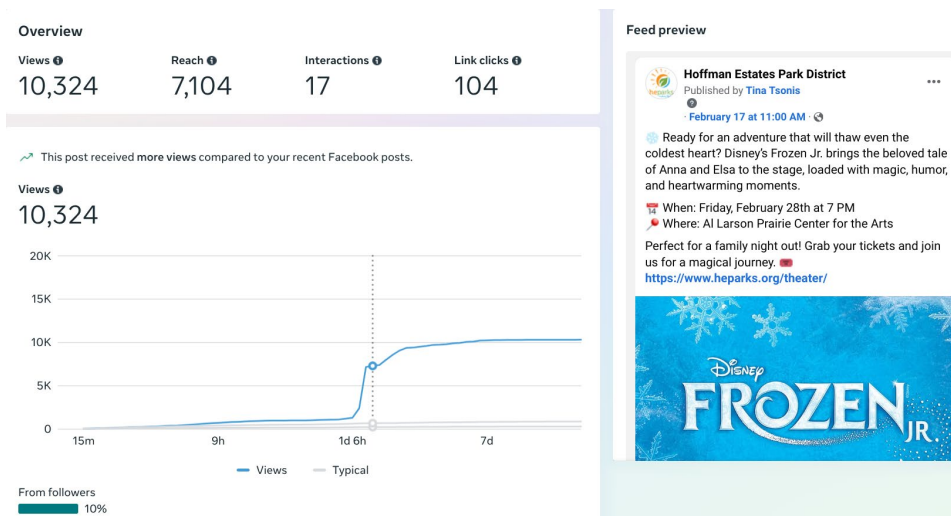 Overview
Views
10,324
Reach
7,104
Interactions
17
Link clicks
104
This post received more views compared to your recent Facebook posts.
Views
10,324
20K
15K
10K
5K
0
15m
9h
1d 6h
7d
Views
Typical
From followers
10%
Feed preview
heparks
Hoffman Estates Park District
Published by Tina Tsonis
· February 17 at 11:00 AM ·
Ready for an adventure that will thaw even the
coldest heart? Disney's Frozen Jr. brings the beloved tale
of Anna and Elsa to the stage, loaded with magic, humor,
and heartwarming moments.
When: Friday, February 28th at 7 PM
Where: Al Larson Prairie Center for the Arts
Perfect for a family night out! Grab your tickets and join
us for a magical journey.
https://www.heparks.org/theater/
Disney
FROZEN
JR.